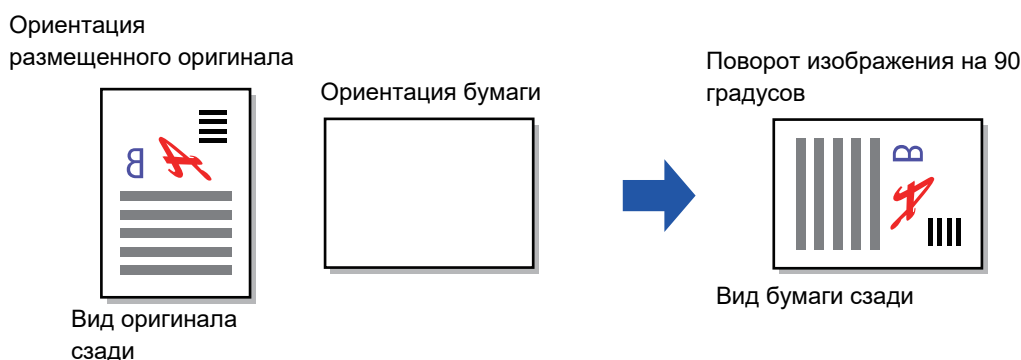 Ориентация
размещенного оригинала
Ориентация бумаги
Поворот изображения на 90
градусов
B A
B A
Вид оригинала
сзади
Вид бумаги сзади